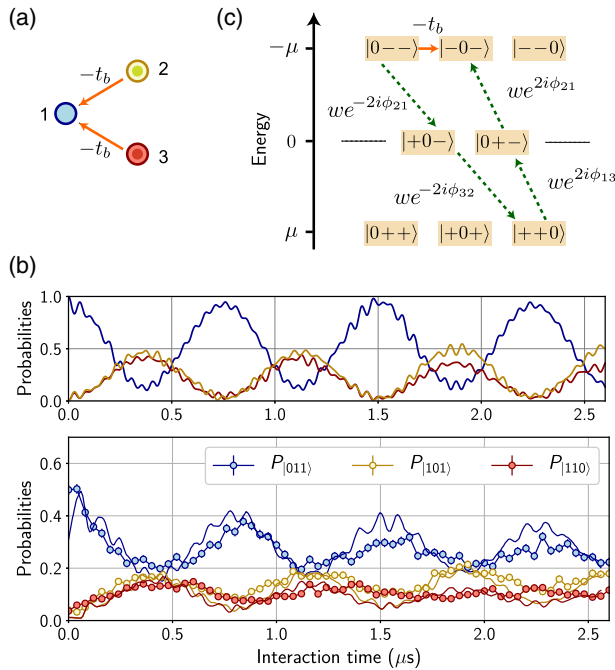 (a)
−t_b
2
1
−t_b
3
(c)
Energy
−μ
0
μ
|0−−⟩
−t_b
|−0−⟩
|−−0⟩
we^{−2iϕ_{21}}
we^{2iϕ_{21}}
|+0−⟩
|0+−⟩
we^{−2iϕ_{32}}
we^{2iϕ_{13}}
|0++⟩
|+0+⟩
|++0⟩
(b)
Probabilities
1.0
0.5
0.0
0.0 0.5 1.0 1.5 2.0 2.5
Probabilities
0.6
0.4
0.2
0.0
P_{|011⟩} P_{|101⟩} P_{|110⟩}
0.0 0.5 1.0 1.5 2.0 2.5
Interaction time (μs)